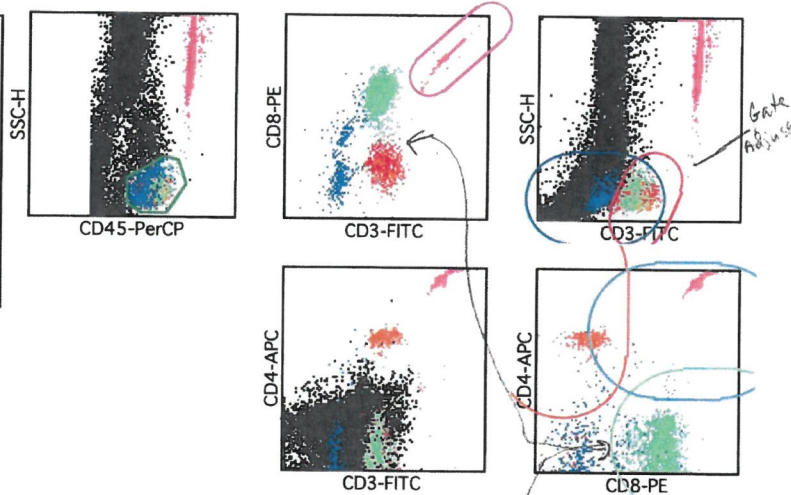 SSC-H
CD45-PerCP
CD8-PE
CD3-FITC
SSC-H
CD3-FITC
Gate
CD4-APC
CD3-FITC
CD4-APC
CD8-PE